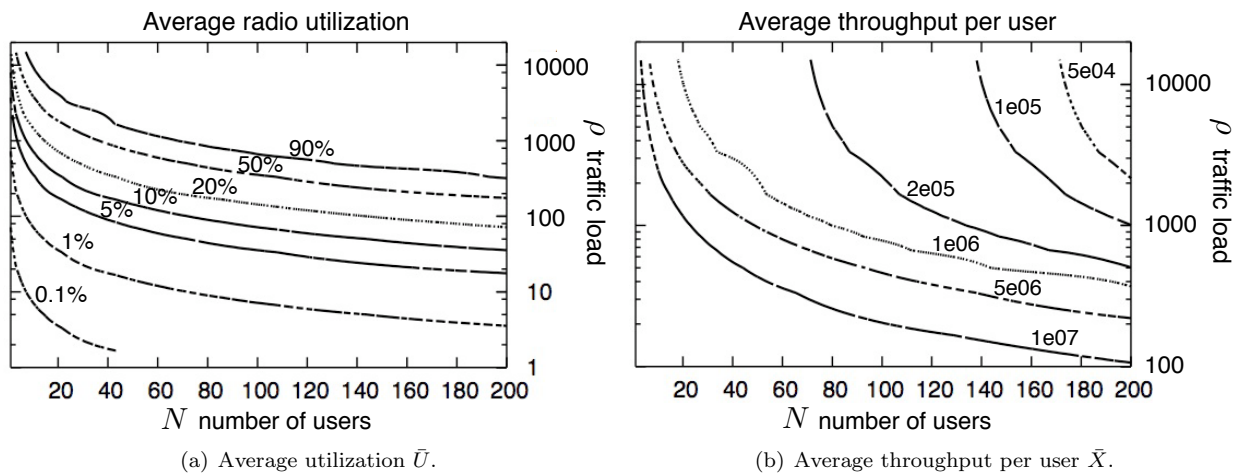 Average radio utilization
10000
1000
100
10
1
ρ traffic load
90%
50%
20%
10%
5%
1%
0.1%
20 40 60 80 100 120 140 160 180 200
N number of users
(a) Average utilization Ū.
Average throughput per user
10000
1000
100
ρ traffic load
5e04
1e05
2e05
1e06
5e06
1e07
20 40 60 80 100 120 140 160 180 200
N number of users
(b) Average throughput per user X̄.